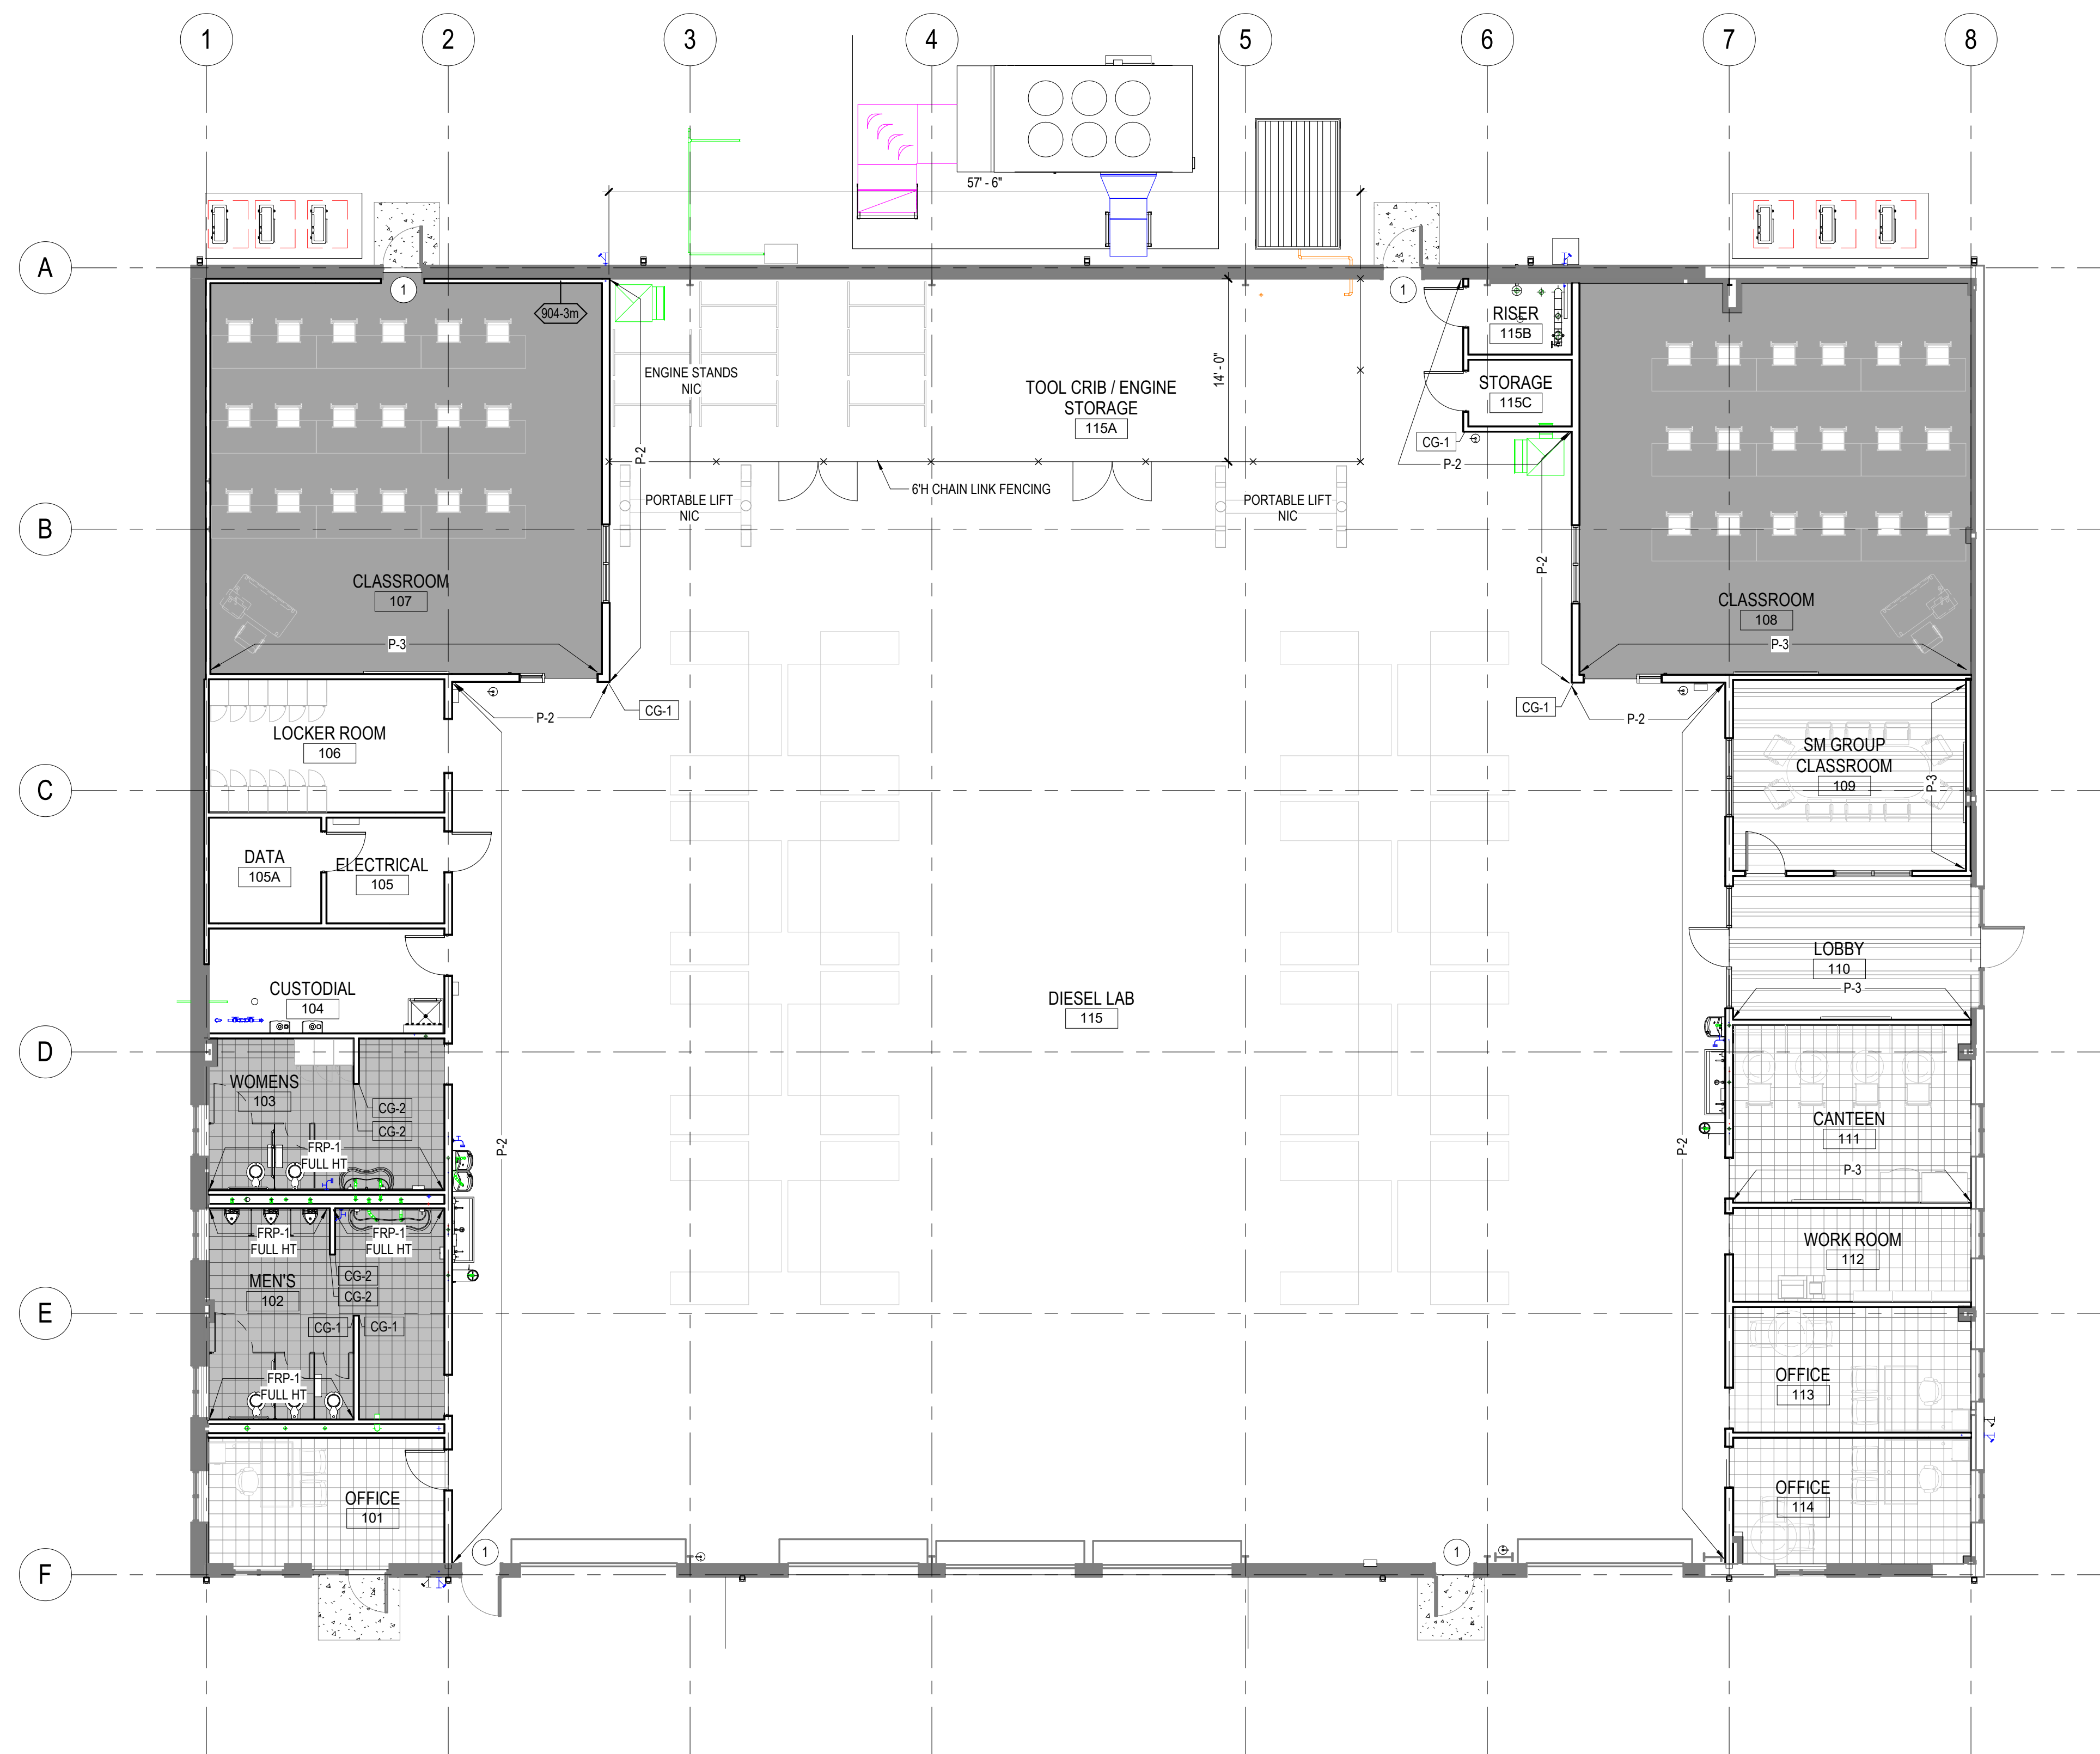 1
2
3
4
5
6
7
8
57' - 6"
A
1
1
904-3m
RISER
115B
ENGINE STANDS
NIC
14' - 0"
TOOL CRIB / ENGINE
STORAGE
115A
STORAGE
115C
CG-1
P-2
P-2
6'H CHAIN LINK FENCING
PORTABLE LIFT
NIC
PORTABLE LIFT
NIC
B
P-2
CLASSROOM
107
CLASSROOM
108
P-3
P-3
CG-1
CG-1
P-2
P-2
LOCKER ROOM
106
SM GROUP
CLASSROOM
109
P-3
C
DATA
105A
ELECTRICAL
105
LOBBY
110
P-3
CUSTODIAL
104
DIESEL LAB
115
D
WOMENS
103
CG-2
CG-2
CANTEEN
111
P-2
P-2
FRP-1
FULL HT
P-3
FRP-1
FULL HT
FRP-1
FULL HT
WORK ROOM
112
MEN'S
102
CG-2
CG-2
E
CG-1
CG-1
FRP-1
FULL HT
OFFICE
113
OFFICE
101
OFFICE
114
1
1
F